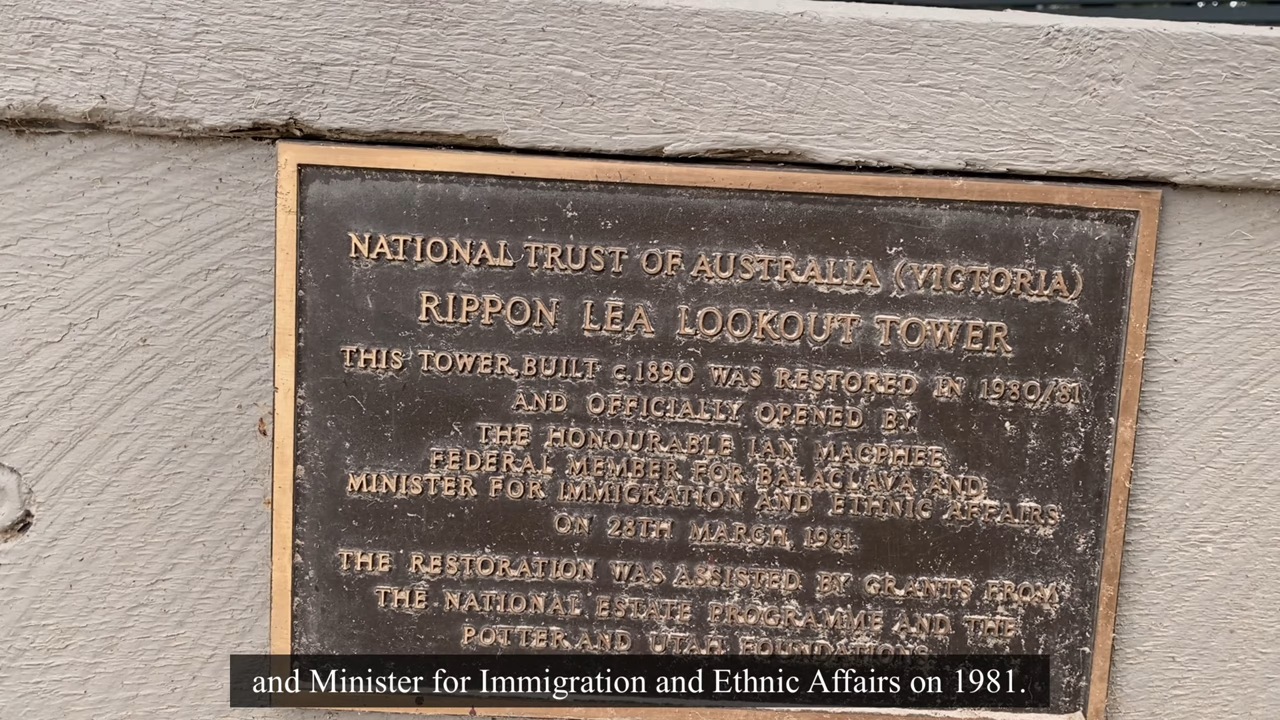 NATIONAL TRUST OF AUSTRALIA (VICTORIA)
RIPPON LEA LOOKOUT TOWER
THIS TOWER, BUILT c.1890 WAS RESTORED IN 1980/81
AND OFFICIALLY OPENED BY
THE HONOURABLE IAN MACPHEE
FEDERAL MEMBER FOR BALACLAVA AND
MINISTER FOR IMMIGRATION AND ETHNIC AFFAIRS
ON 28TH MARCH, 1981
THE RESTORATION WAS ASSISTED BY GRANTS FROM
THE NATIONAL ESTATE PROGRAMME AND THE
POTTER AND UTAH FOUNDATIONS
and Minister for Immigration and Ethnic Affairs on 1981.